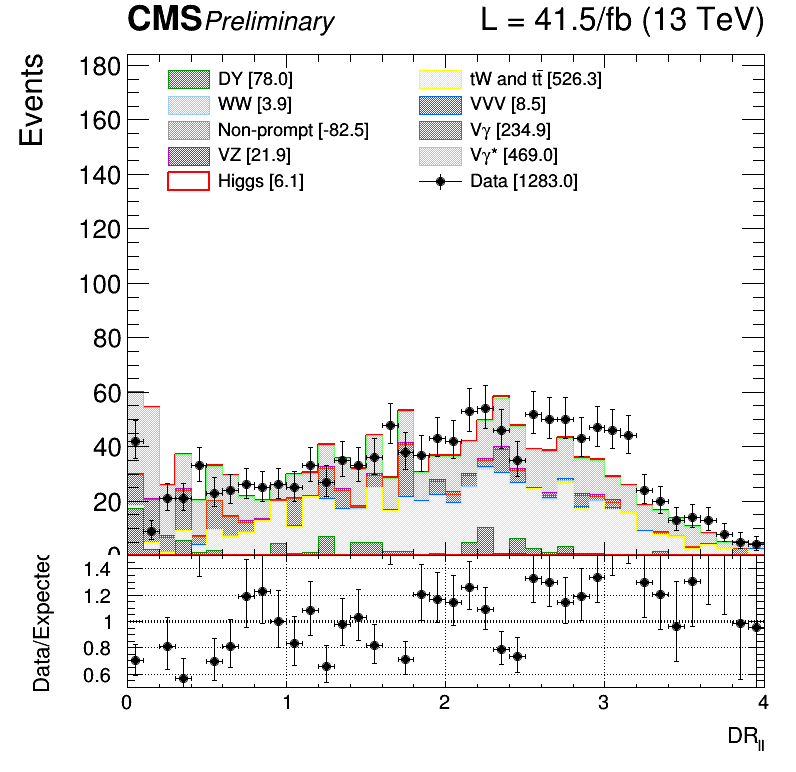 CMS Preliminary L = 41.5/fb (13 TeV)
Events
180
160
140
120
100
80
60
40
20
0
DY [78.0]
WW [3.9]
Non-prompt [-82.5]
VZ [21.9]
Higgs [6.1]
tW and tt̄ [526.3]
VVV [8.5]
Vγ [234.9]
Vγ* [469.0]
Data [1283.0]
Data/Expected
1.4
1.2
1
0.8
0.6
0 1 2 3 4
DR_ll